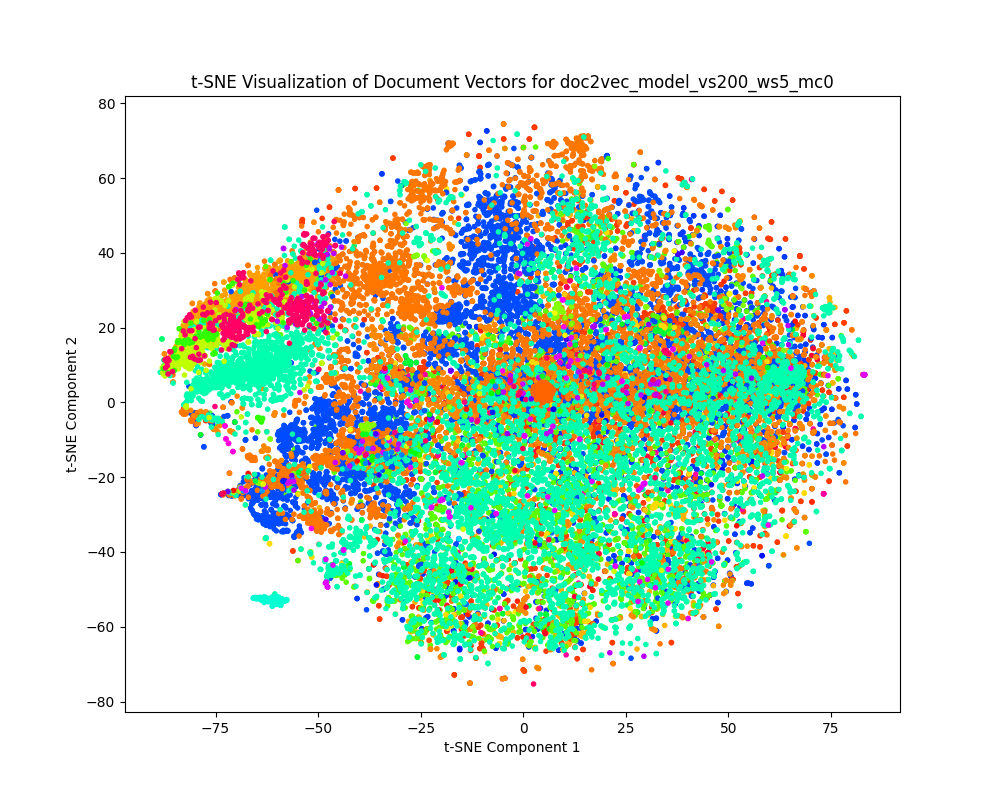 t-SNE Visualization of Document Vectors for doc2vec_model_vs200_ws5_mc0
80
60
40
20
0
−20
−40
−60
−80
t-SNE Component 2
−75 −50 −25 0 25 50 75
t-SNE Component 1